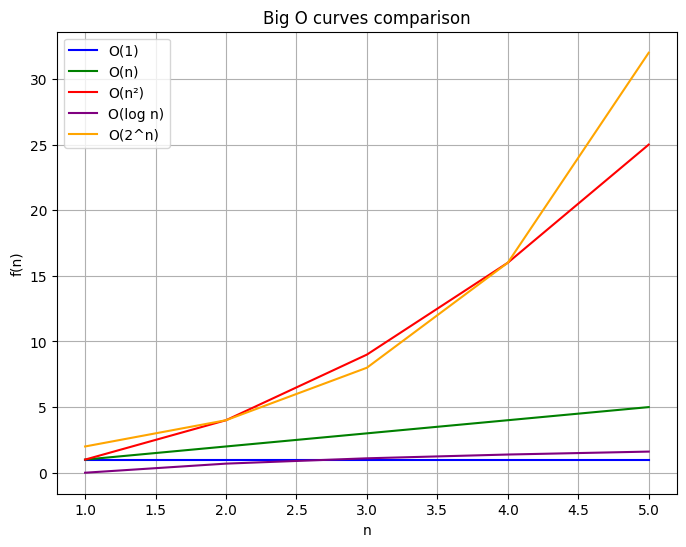 Big O curves comparison
O(1)
O(n)
O(n²)
O(log n)
O(2^n)
f(n)
30
25
20
15
10
5
0
1.0 1.5 2.0 2.5 3.0 3.5 4.0 4.5 5.0
n